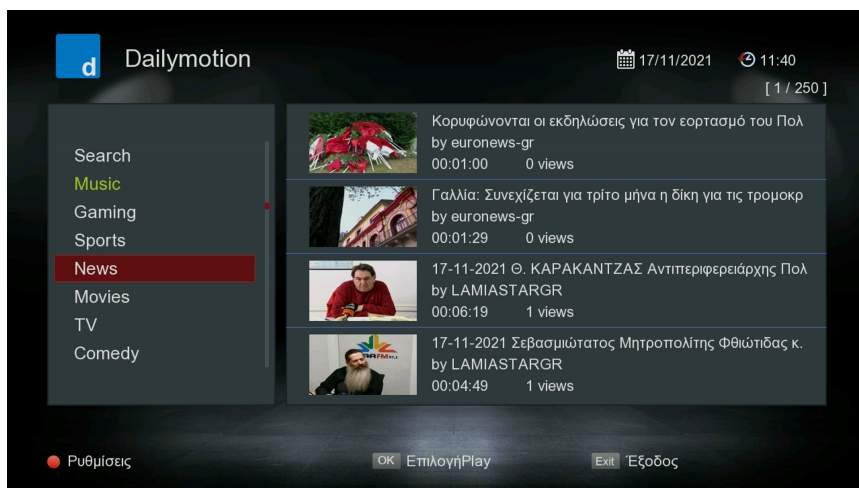 d Dailymotion
17/11/2021 11:40
[ 1 / 250 ]
Search
Music
Gaming
Sports
News
Movies
TV
Comedy
Κορυφώνονται οι εκδηλώσεις για τον εορτασμό του Πολ
by euronews-gr
00:01:00 0 views
Γαλλία: Συνεχίζεται για τρίτο μήνα η δίκη για τις τρομοκρ
by euronews-gr
00:01:29 0 views
17-11-2021 Θ. ΚΑΡΑΚΑΝΤΖΑΣ Αντιπεριφερειάρχης Πολ
by LAMIASTARGR
00:06:19 1 views
17-11-2021 Σεβασμιώτατος Μητροπολίτης Φθιώτιδας κ.
by LAMIASTARGR
00:04:49 1 views
Ρυθμίσεις OK ΕπιλογήPlay Exit Έξοδος